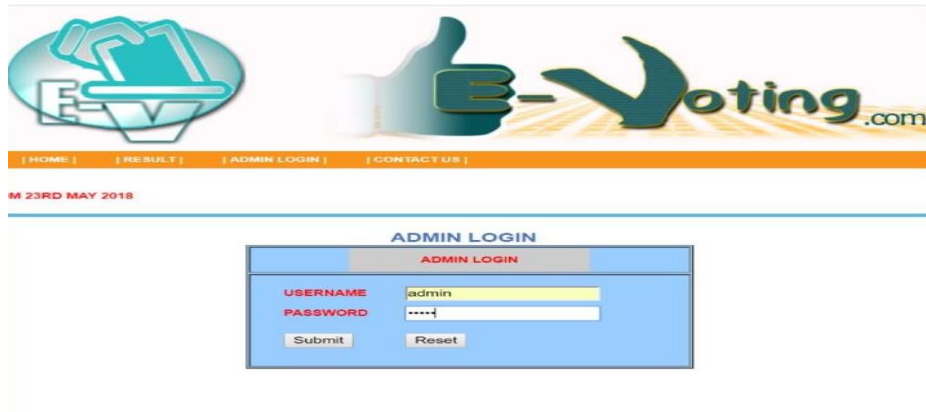 E-V
E-Voting.com
| HOME | | RESULT | | ADMIN LOGIN | | CONTACT US |
M 23RD MAY 2018
ADMIN LOGIN
ADMIN LOGIN
USERNAME admin
PASSWORD •••••
Submit Reset